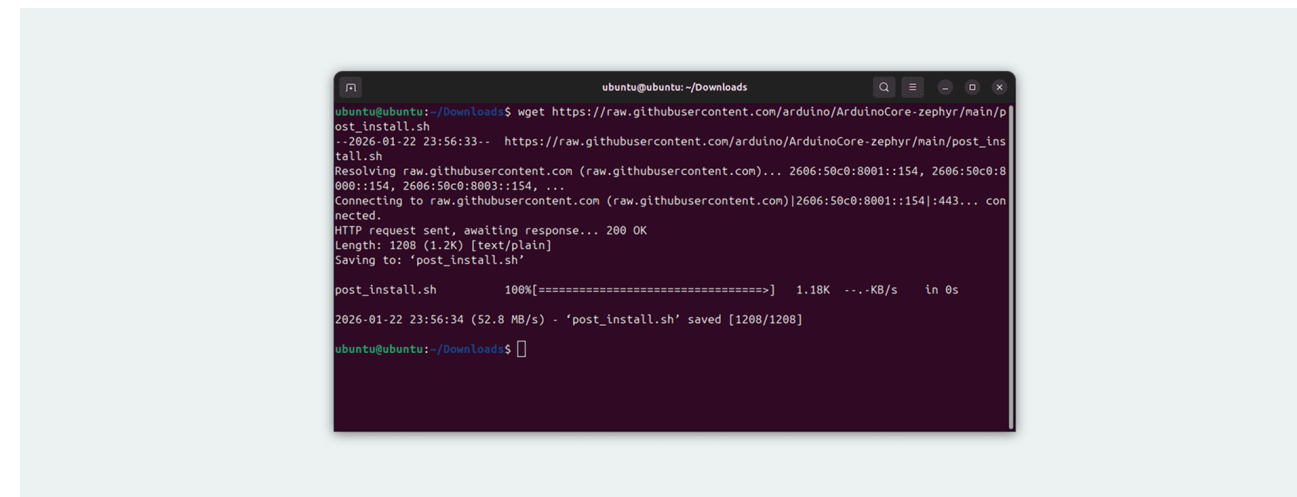 ubuntu@ubuntu: ~/Downloads
ubuntu@ubuntu:~/Downloads$ wget https://raw.githubusercontent.com/arduino/ArduinoCore-zephyr/main/p
ost_install.sh
--2026-01-22 23:56:33--  https://raw.githubusercontent.com/arduino/ArduinoCore-zephyr/main/post_ins
tall.sh
Resolving raw.githubusercontent.com (raw.githubusercontent.com)... 2606:50c0:8001::154, 2606:50c0:8
000::154, 2606:50c0:8003::154, ...
Connecting to raw.githubusercontent.com (raw.githubusercontent.com)|2606:50c0:8001::154|:443... con
nected.
HTTP request sent, awaiting response... 200 OK
Length: 1208 (1.2K) [text/plain]
Saving to: ‘post_install.sh’
post_install.sh          100%[=================================>]   1.18K  --.-KB/s    in 0s
2026-01-22 23:56:34 (52.8 MB/s) - ‘post_install.sh’ saved [1208/1208]
ubuntu@ubuntu:~/Downloads$